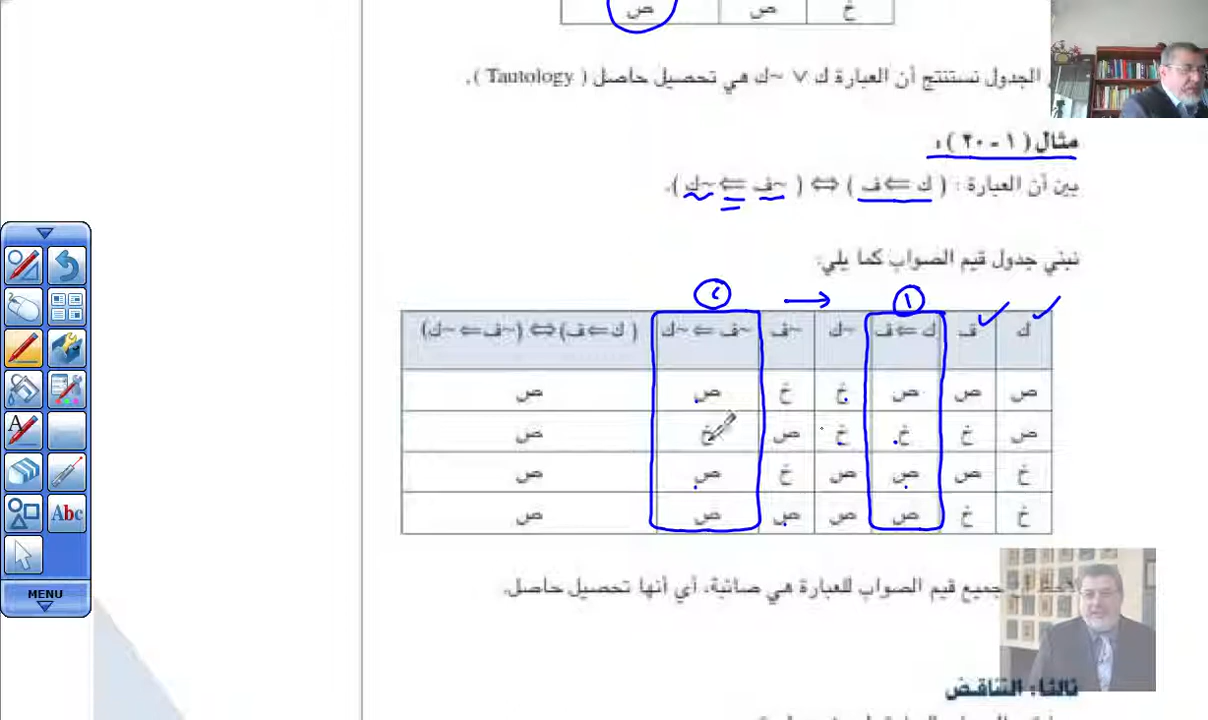 ص ص خ
الجدول نستنتج أن العبارة ك ∨ ~ك هي تحصيل حاصل ( Tautology ).
مثال ( ١ - ٢٠ ) :
بين أن العبارة : ( ك ⇐ ف ) ⇔ ( ~ف ⇐ ~ك ).
نبني جدول قيم الصواب كما يلي:
١ ٢
ك ف ك ⇐ ف ~ك ~ف ~ف ⇐ ~ك ( ك ⇐ ف) ⇔ (~ف ⇐ ~ك)
ص ص ص خ خ ص ص
ص خ خ خ ص خ ص
خ ص ص ص خ ص ص
خ خ ص ص ص ص ص
جميع قيم الصواب للعبارة هي صائبة، أي أنها تحصيل حاصل.
ثالثا: التناقض
A
Abc
MENU